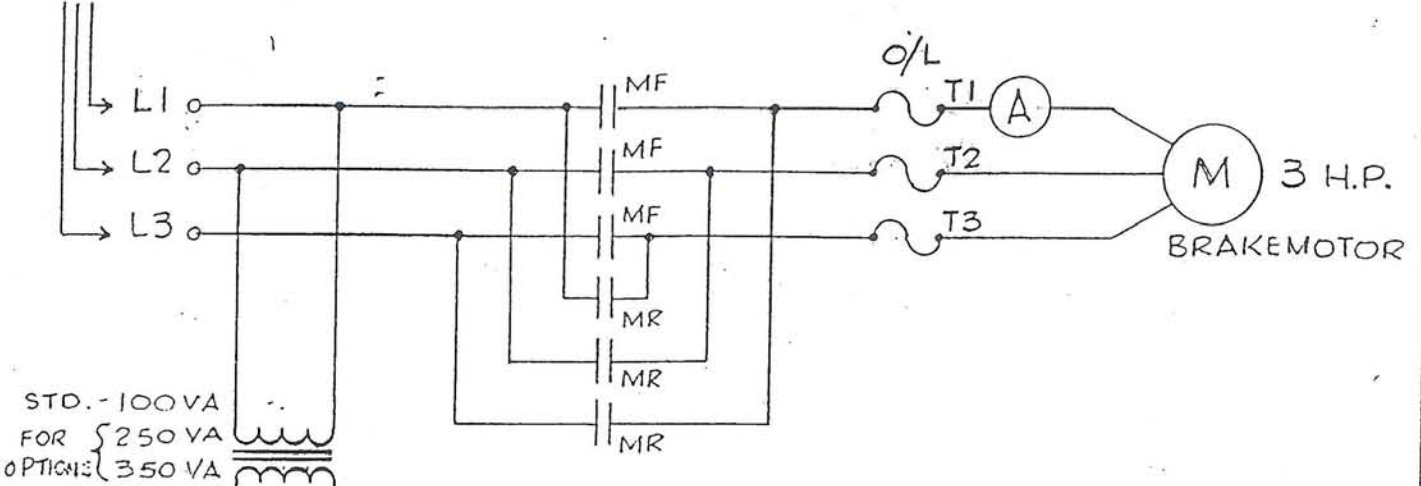 O/L
L1 MF T1 A
L2 MF T2 M 3 H.P.
L3 MF T3
BRAKEMOTOR
MR
MR
STD.-100 VA
FOR { 250 VA
MR
OPTIONS { 350 VA